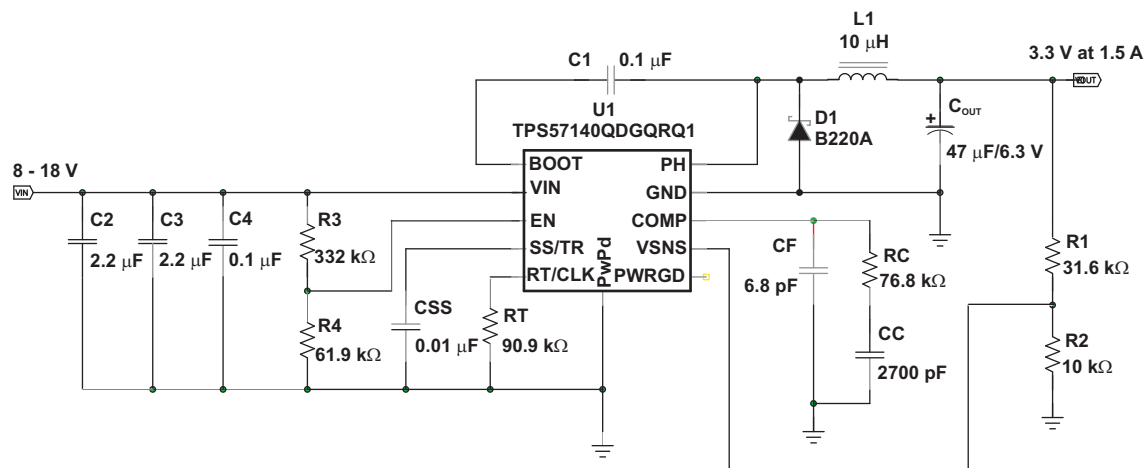 L1
10 μH
3.3 V at 1.5 A
C1
0.1 μF
VOUT
U1
TPS57140QDGQRQ1
D1
B220A
C_OUT
+
47 μF/6.3 V
8 - 18 V
VIN
BOOT
VIN
EN
SS/TR
RT/CLK
PwPd
PH
GND
COMP
VSNS
PWRGD
C2
2.2 μF
C3
2.2 μF
C4
0.1 μF
R3
332 kΩ
R4
61.9 kΩ
CSS
0.01 μF
RT
90.9 kΩ
CF
6.8 pF
RC
76.8 kΩ
CC
2700 pF
R1
31.6 kΩ
R2
10 kΩ